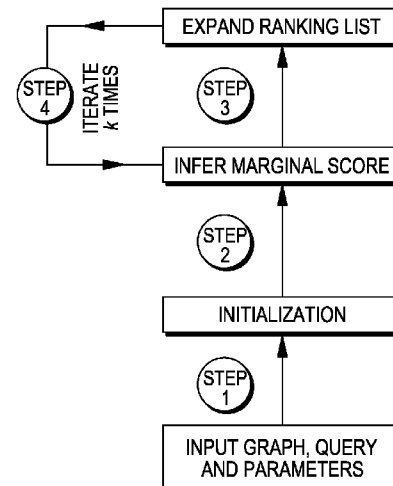 EXPAND RANKING LIST
STEP
4
ITERATE
k TIMES
STEP
3
INFER MARGINAL SCORE
STEP
2
INITIALIZATION
STEP
1
INPUT GRAPH, QUERY
AND PARAMETERS